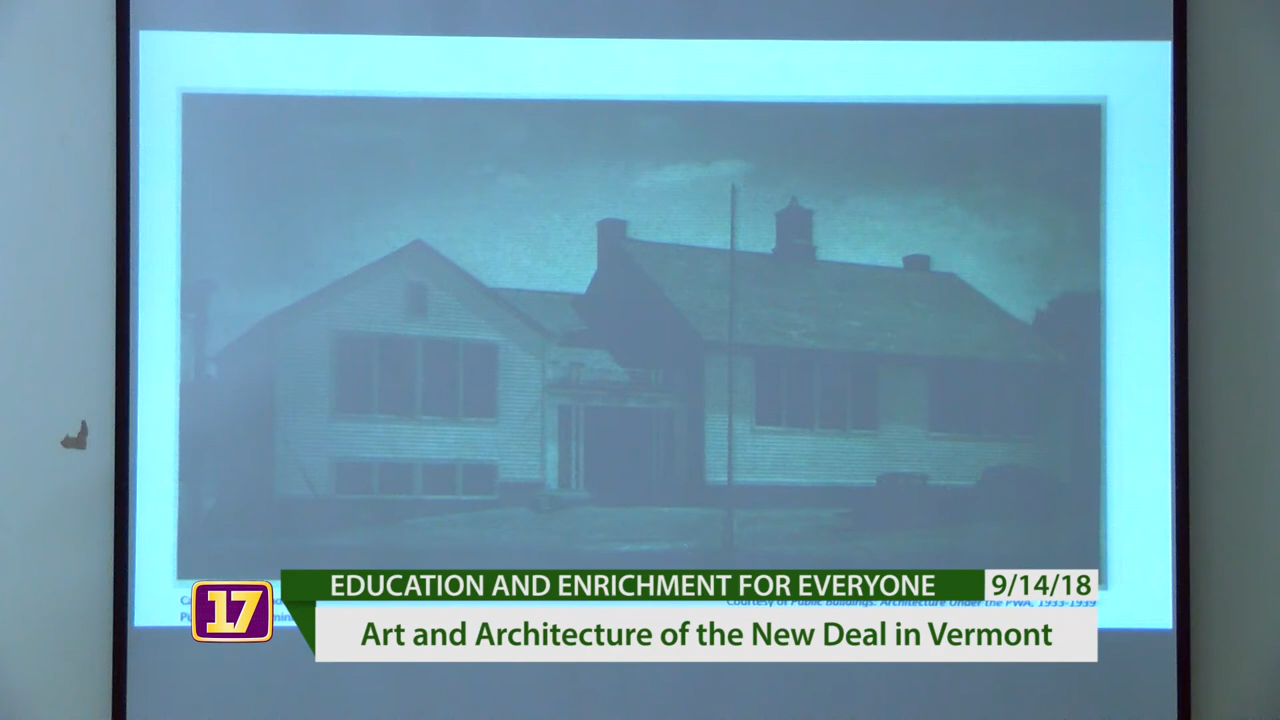 EDUCATION AND ENRICHMENT FOR EVERYONE
9/14/18
17
Courtesy of Public Buildings: Architecture Under the PWA, 1933-1939
Art and Architecture of the New Deal in Vermont